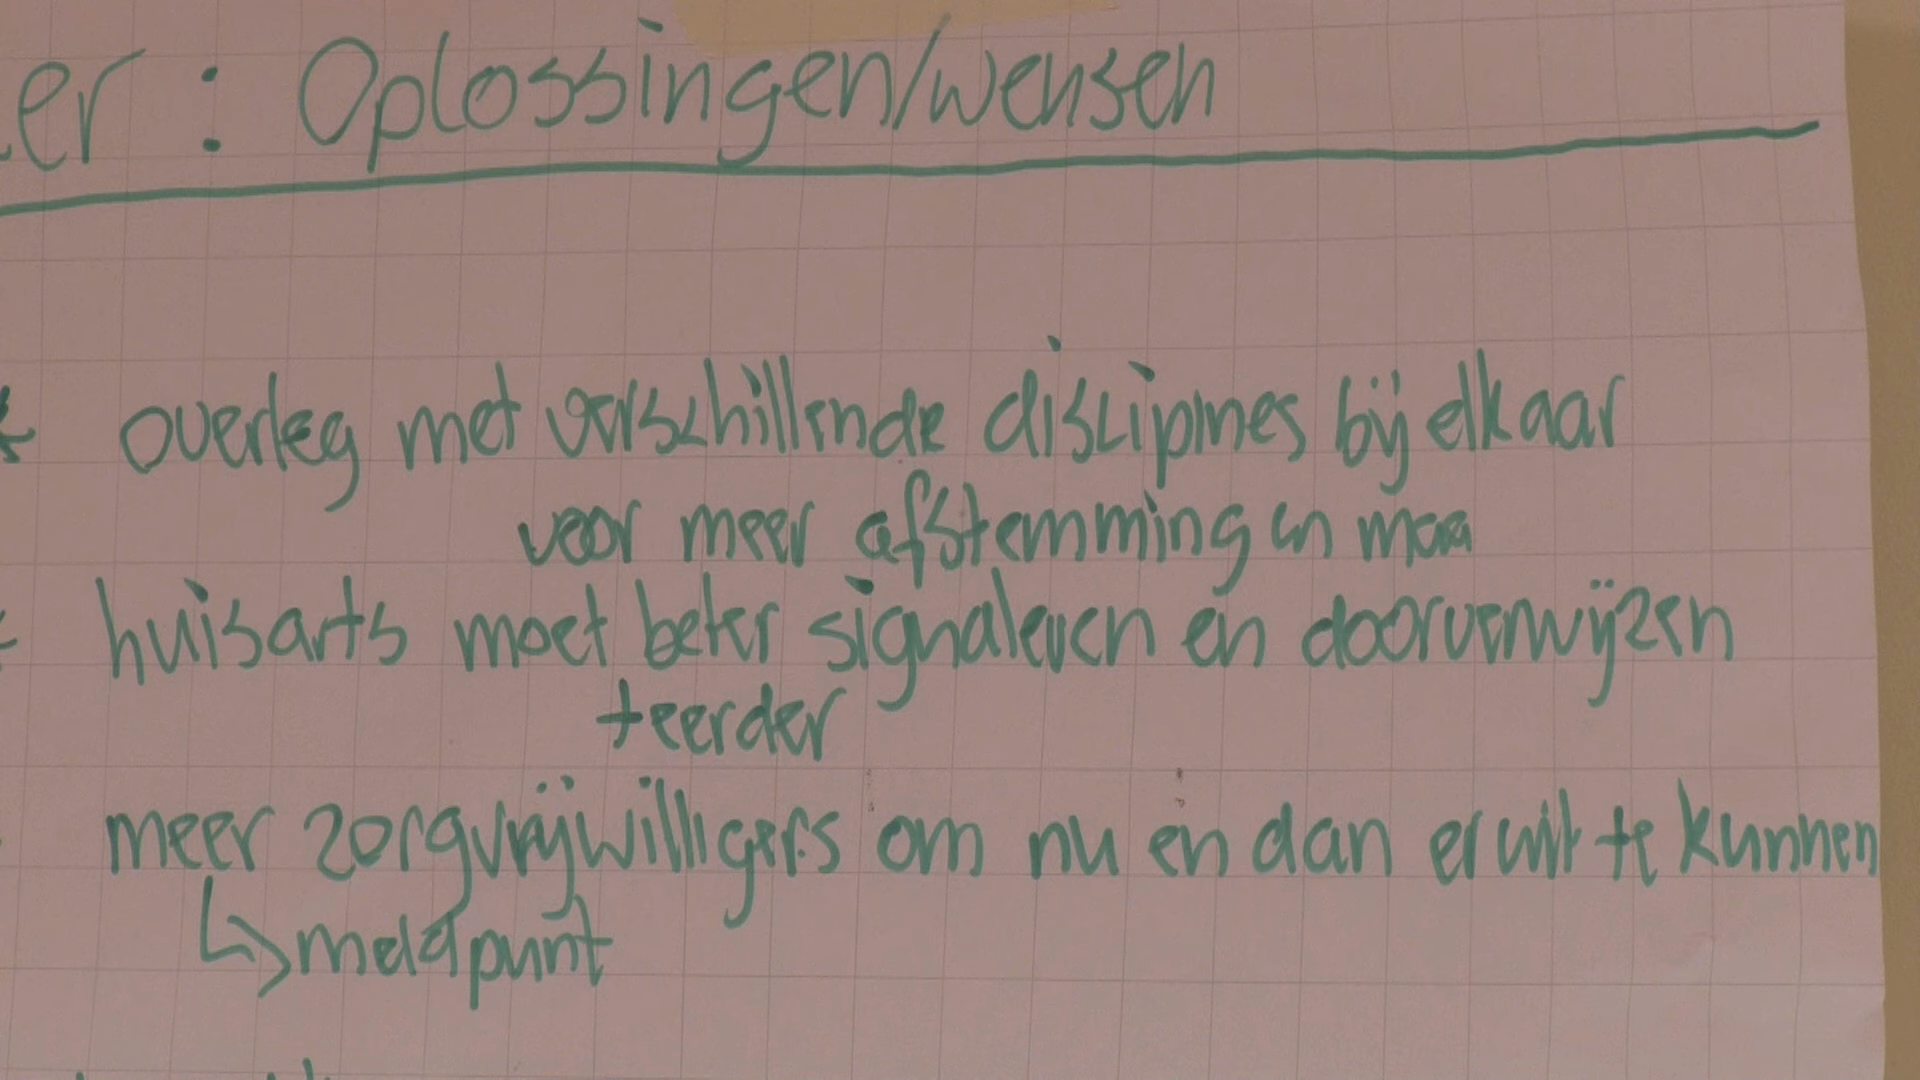 er : Oplossingen/wensen
* overleg met verschillende disciplines bij elkaar
voor meer afstemming en
* huisarts moet beter signaleren en doorverwijzen
+eerder
meer zorgvrijwilligers om nu en dan eruit te kunnen
↳ meldpunt